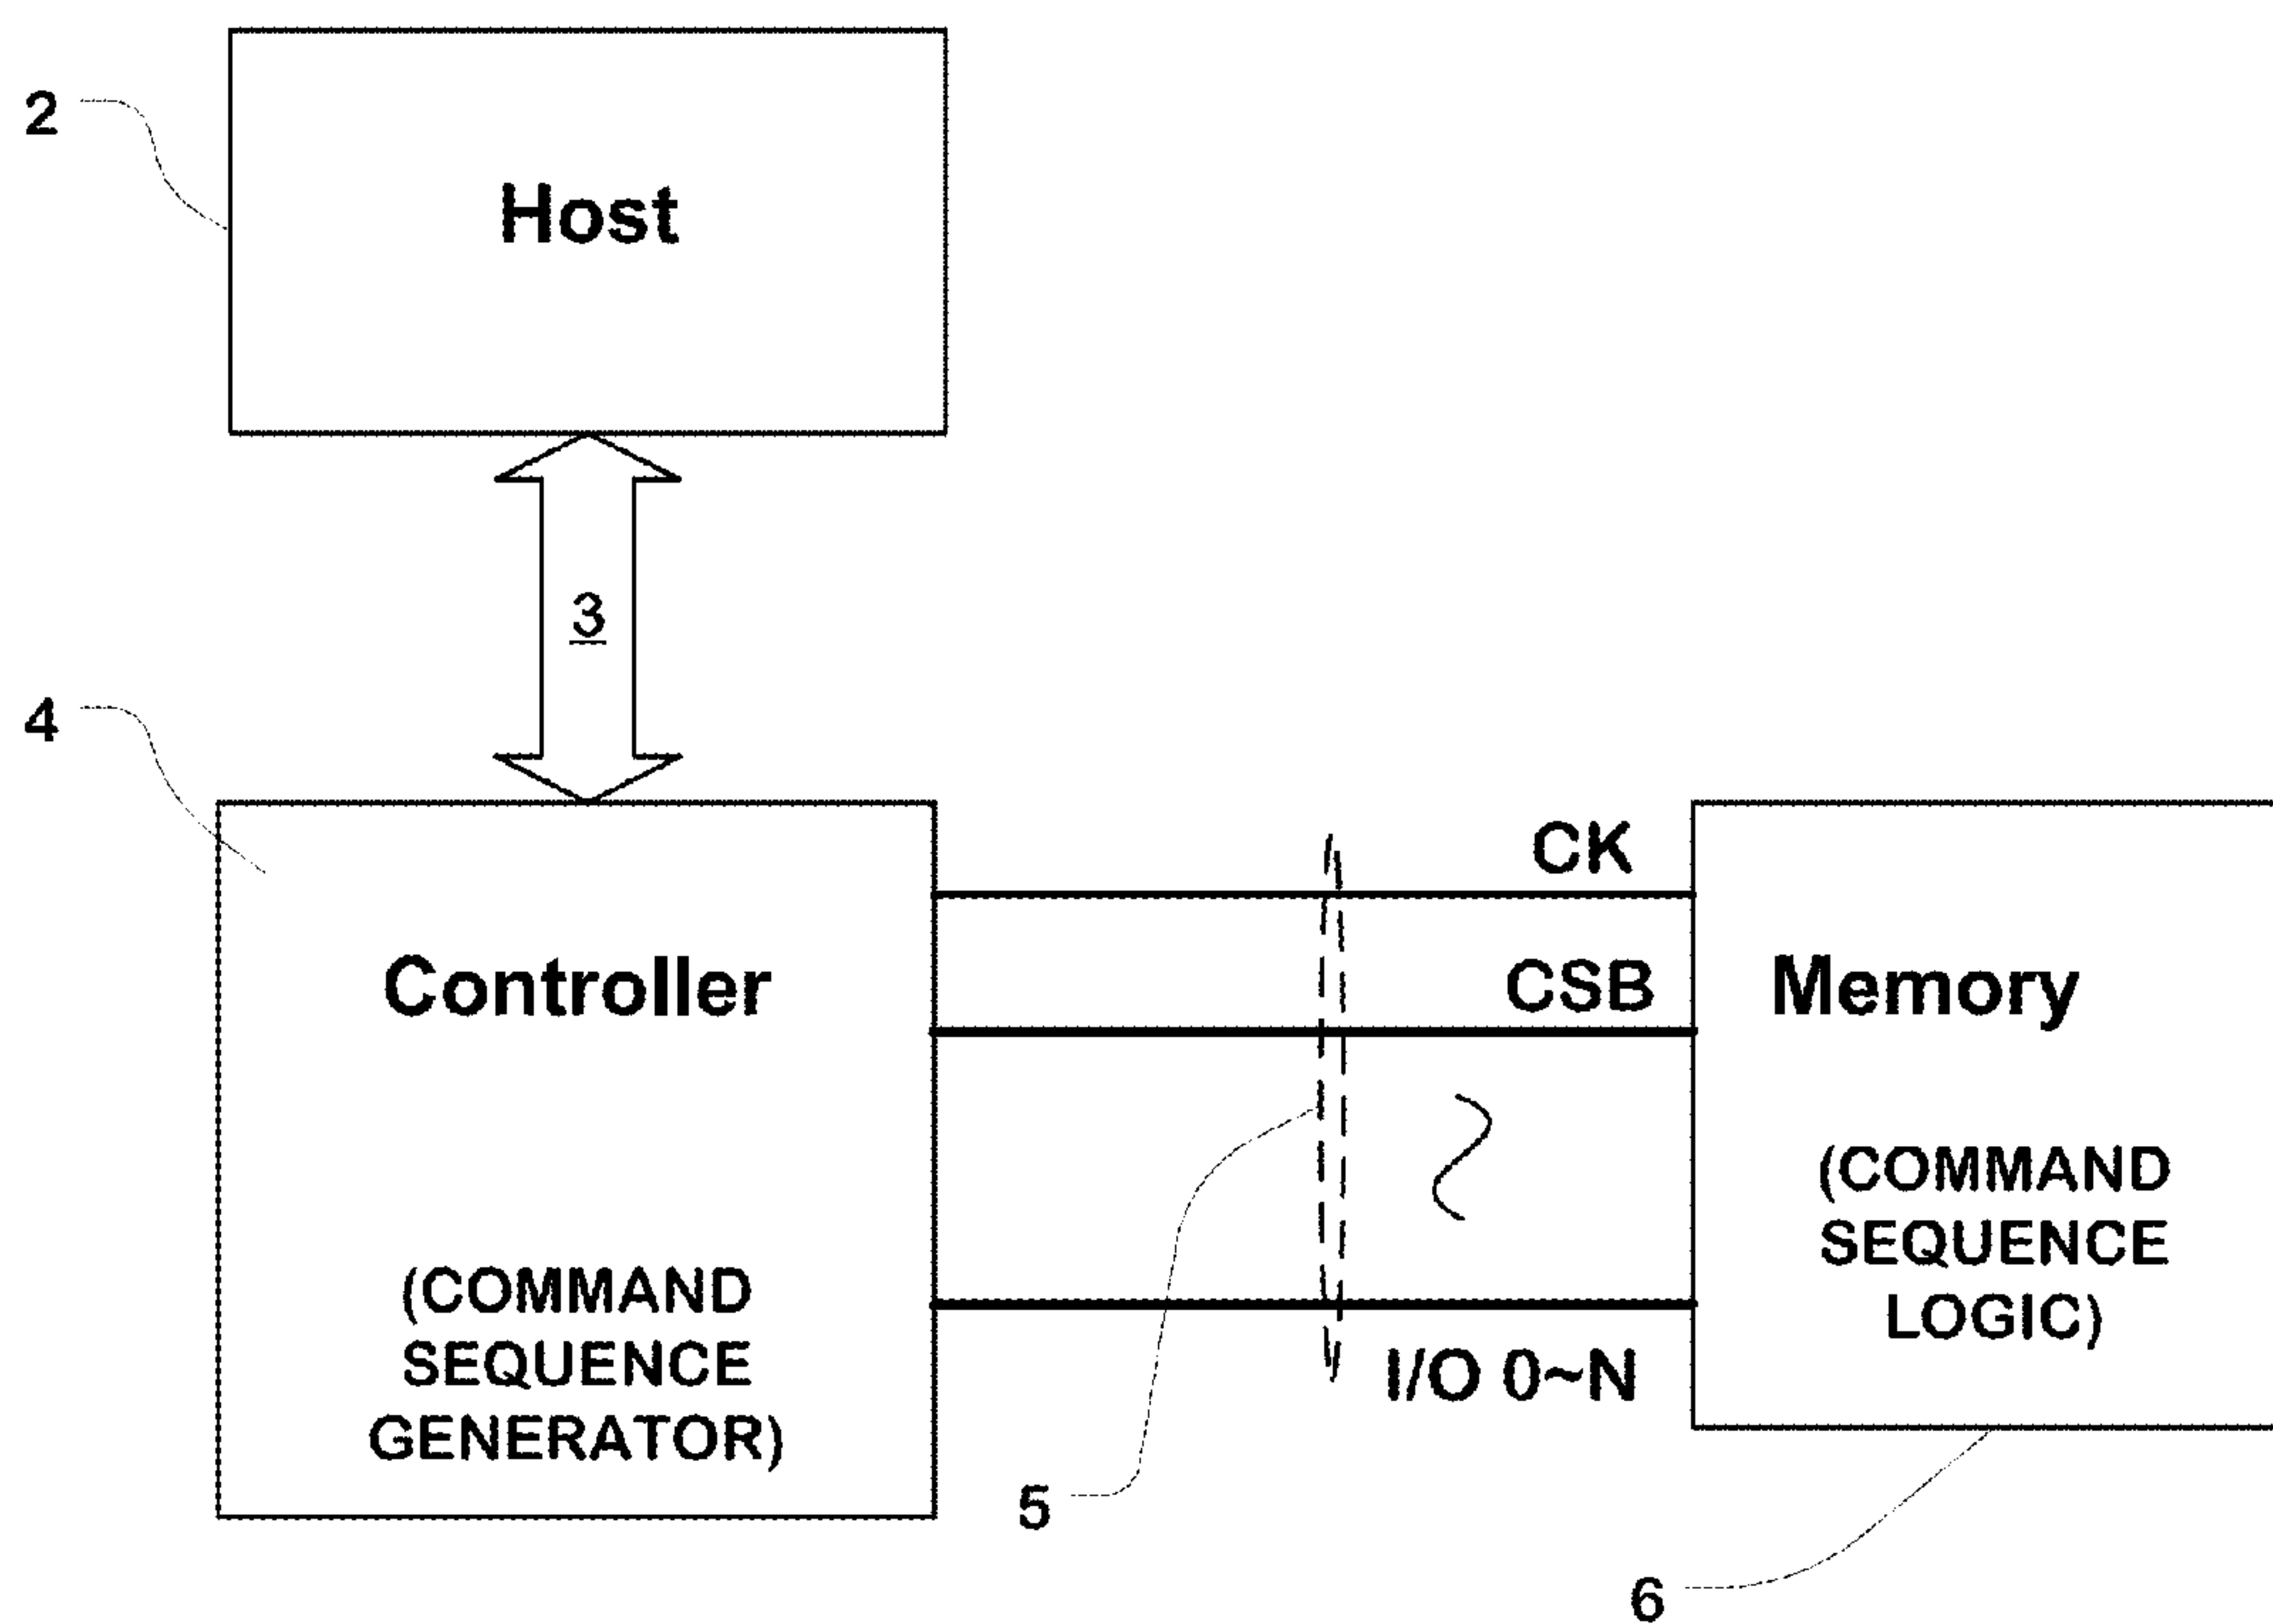 2
Host
3
4
CK
Controller
CSB
Memory
(COMMAND
SEQUENCE
LOGIC)
(COMMAND
SEQUENCE
GENERATOR)
I/O 0~N
5
6